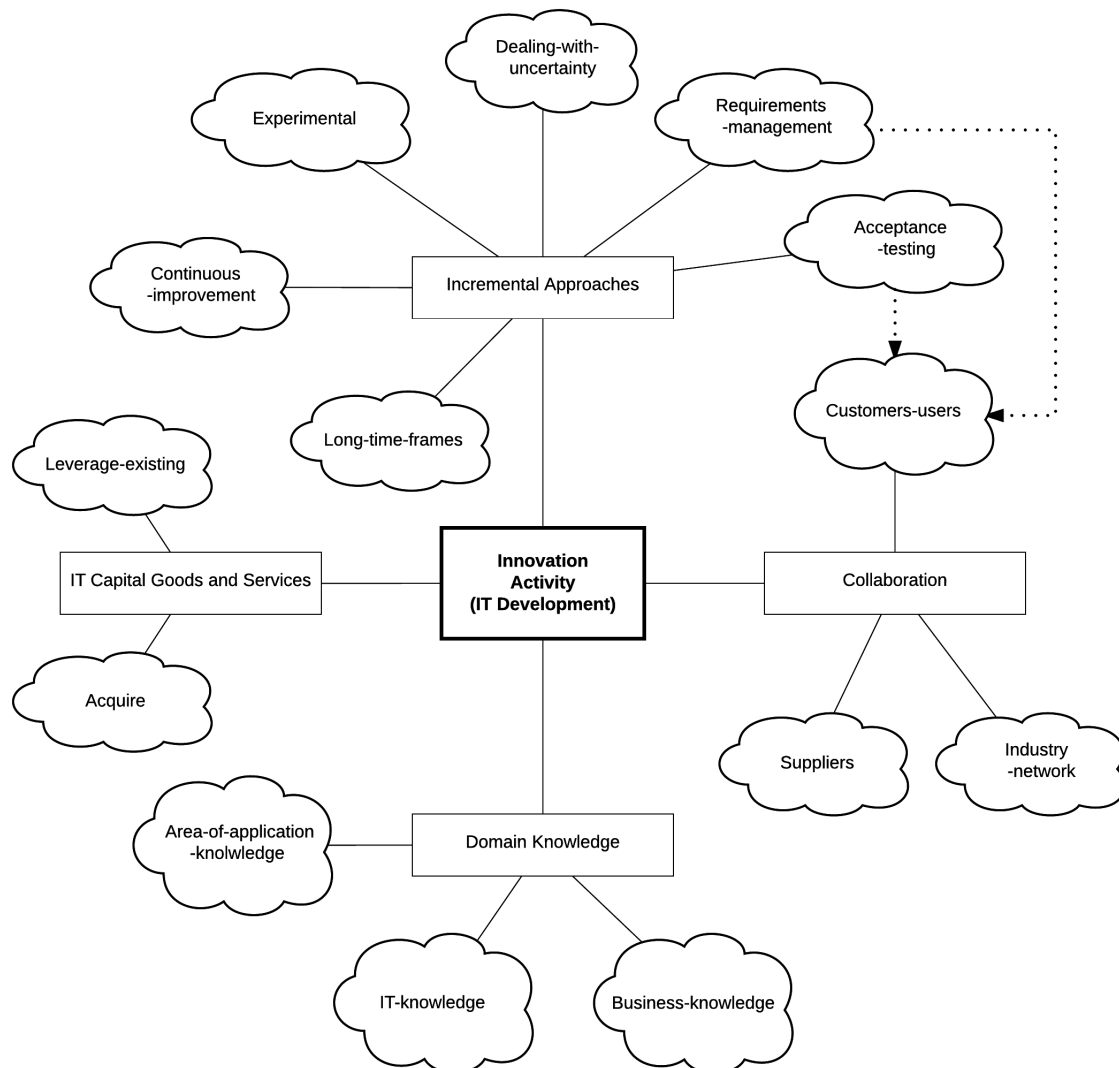 Dealing-with-
uncertainty
Experimental
Requirements
-management
Acceptance
-testing
Continuous
-improvement
Incremental Approaches
Customers-users
Long-time-frames
Leverage-existing
Innovation
Activity
(IT Development)
IT Capital Goods and Services
Collaboration
Acquire
Suppliers
Industry
-network
Area-of-application
-knolwledge
Domain Knowledge
IT-knowledge
Business-knowledge